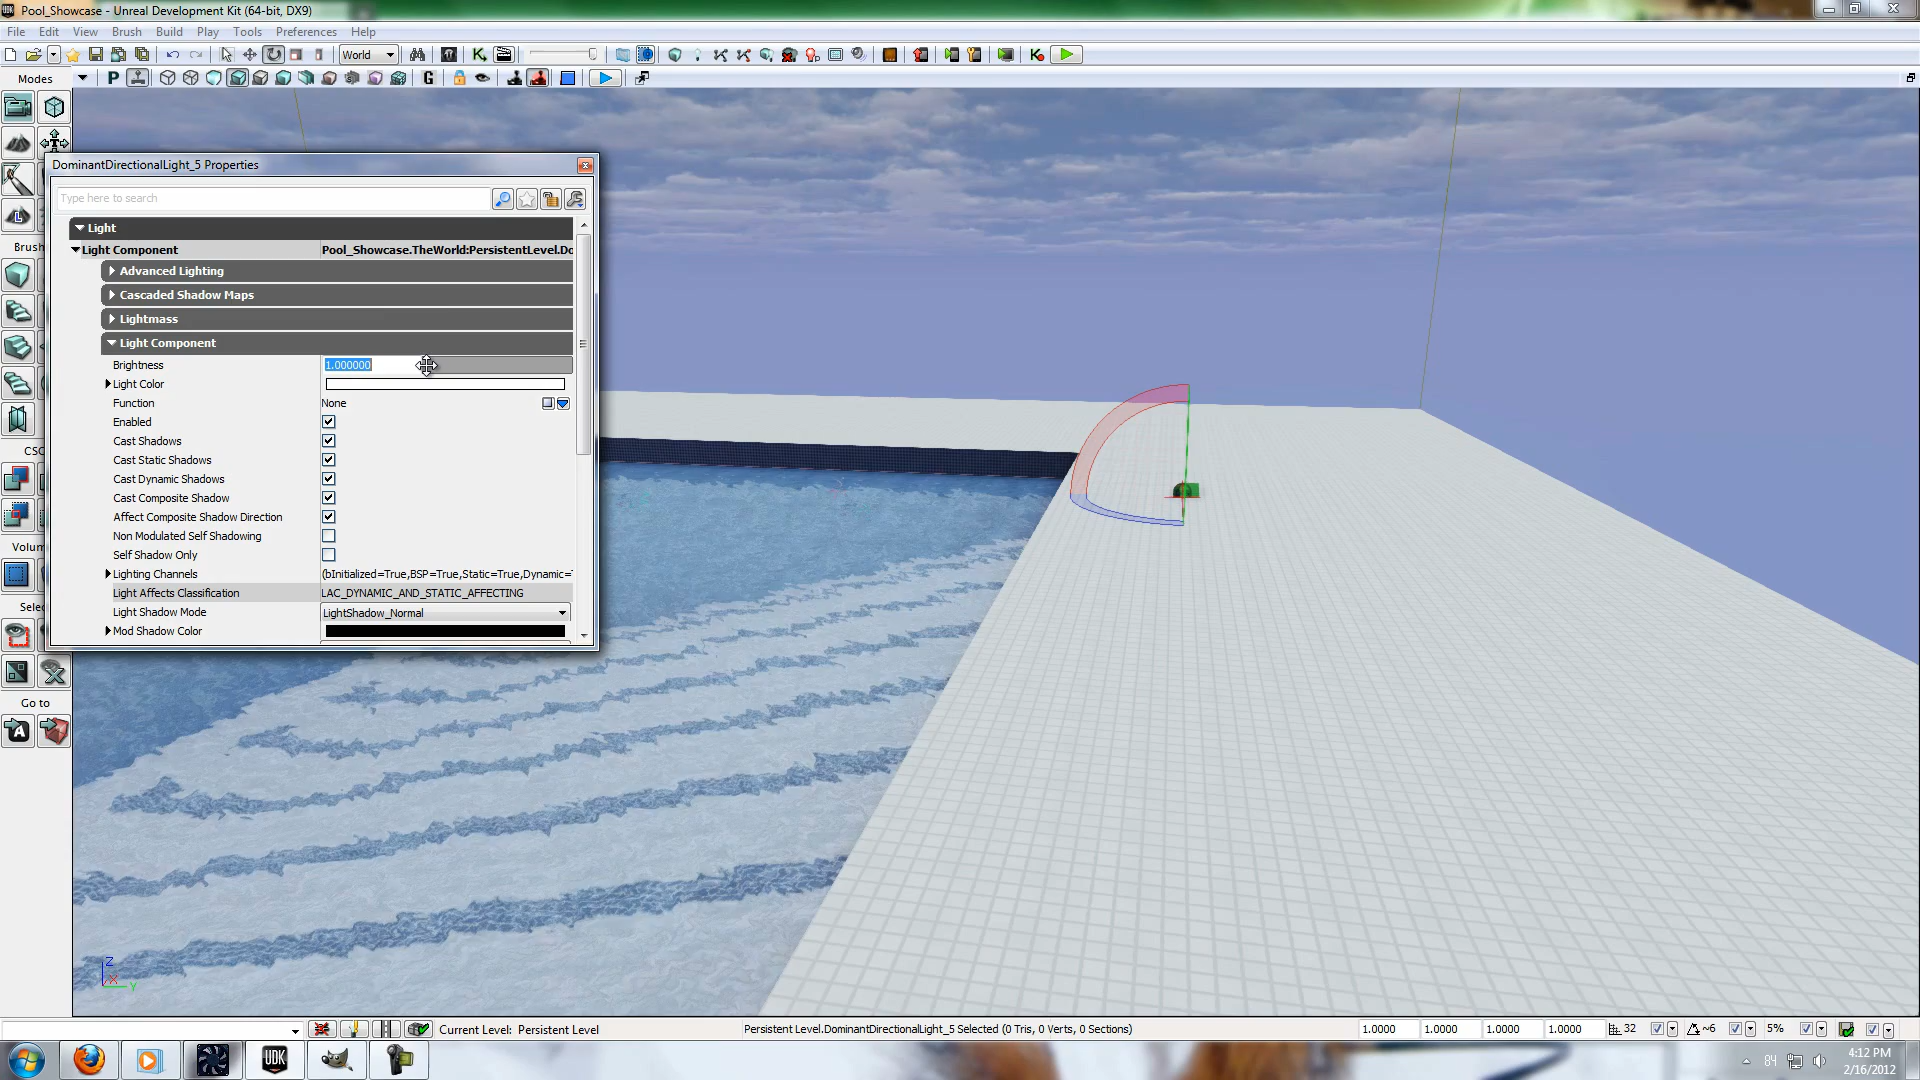 Pool_Showcase - Unreal Development Kit (64-bit, DX9)
File Edit View Brush Build Play Tools Preferences Help
World
Modes
P
G
DominantDirectionalLight_5 Properties
Type here to search
Light
Light Component Pool_Showcase.TheWorld:PersistentLevel.Do
Advanced Lighting
Cascaded Shadow Maps
Lightmass
Light Component
Brightness 1.000000
Light Color
Function None
Enabled
Cast Shadows
Cast Static Shadows
Cast Dynamic Shadows
Cast Composite Shadow
Affect Composite Shadow Direction
Non Modulated Self Shadowing
Self Shadow Only
Lighting Channels (bInitialized=True,BSP=True,Static=True,Dynamic=
Light Affects Classification LAC_DYNAMIC_AND_STATIC_AFFECTING
Light Shadow Mode LightShadow_Normal
Mod Shadow Color
Brush
CSC
Volum
Selec
Go to
A
Z
X
Y
Current Level: Persistent Level
Persistent Level.DominantDirectionalLight_5 Selected (0 Tris, 0 Verts, 0 Sections)
1.0000 1.0000 1.0000 1.0000 32 ~6 5%
UDK
84
4:12 PM
2/16/2012